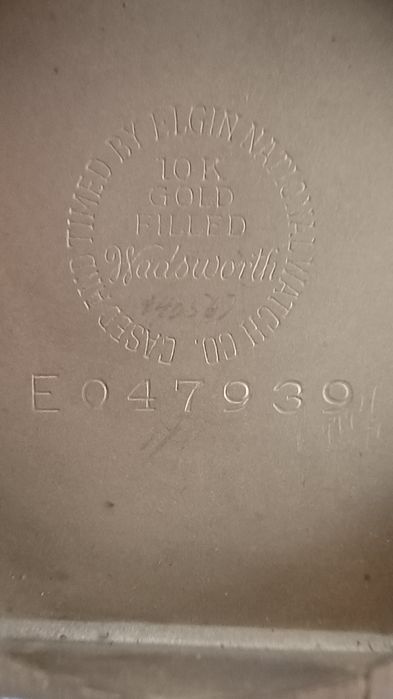 CASED AND TIMED BY ELGIN NATIONAL WATCH CO.
10K
GOLD
FILLED
Wadsworth
E047939